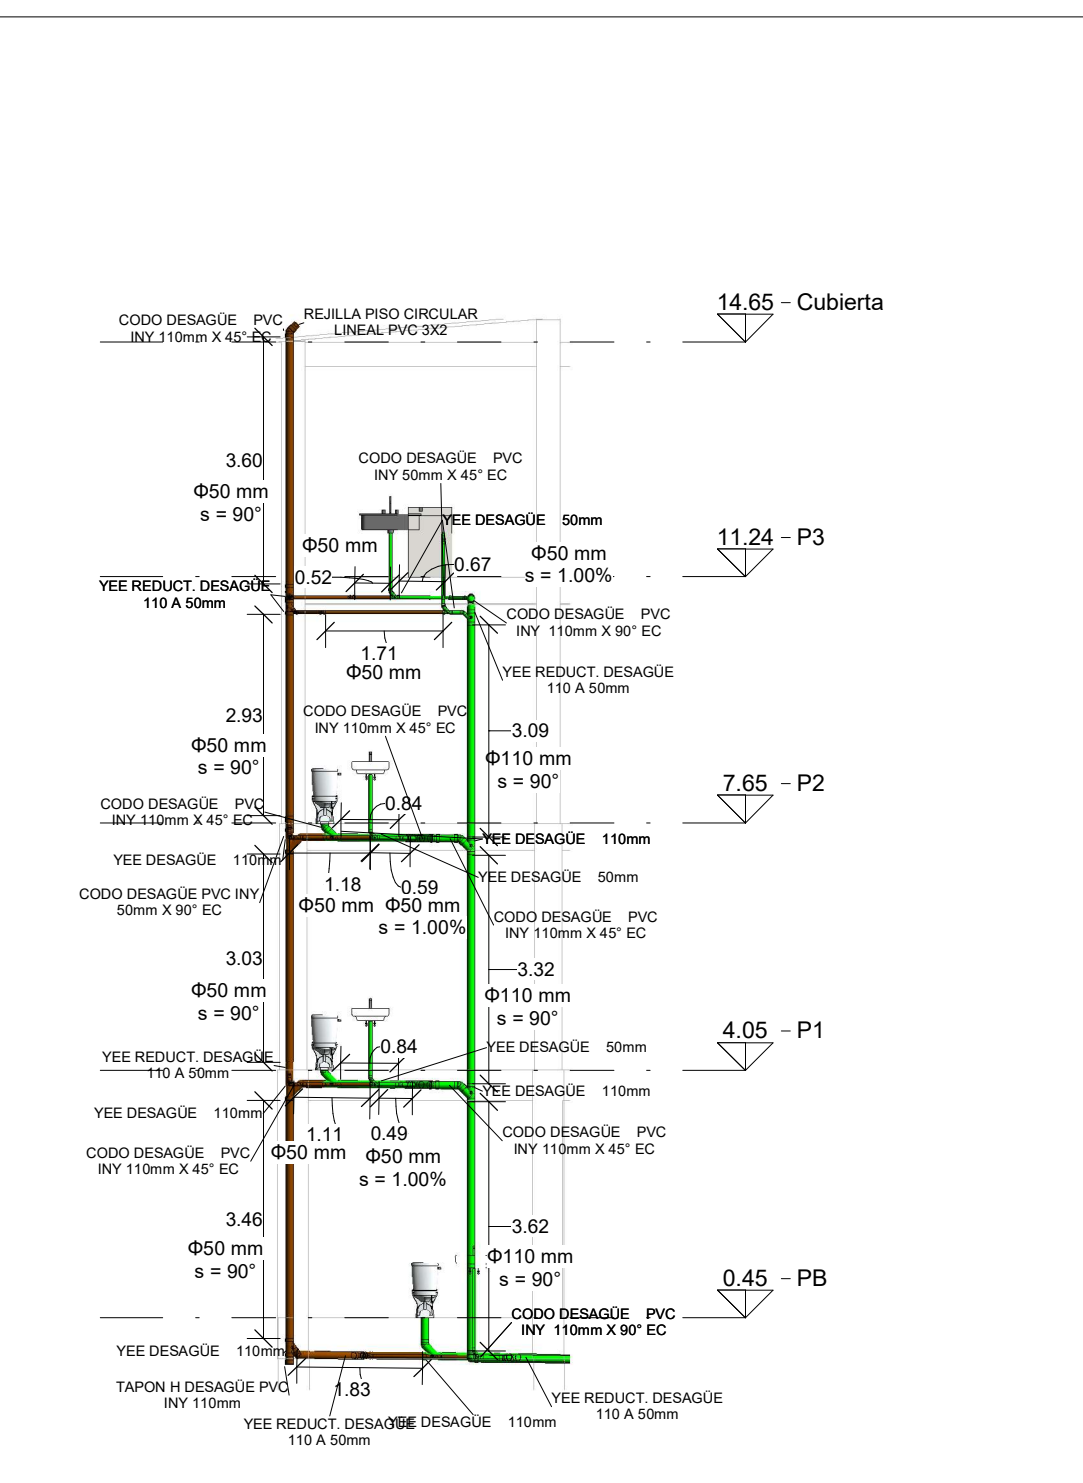 14.65 - Cubierta
REJILLA PISO CIRCULAR
LINEAL PVC 3X2
CODO DESAGÜE PVC
INY 110mm X 45° EC
3.60
Φ50 mm
s = 90°
CODO DESAGÜE PVC
INY 50mm X 45° EC
YEE DESAGÜE 50mm
11.24 - P3
Φ50 mm
Φ50 mm
s = 1.00%
0.52
0.67
YEE REDUCT. DESAGÜE
110 A 50mm
CODO DESAGÜE PVC
INY 110mm X 90° EC
1.71
Φ50 mm
YEE REDUCT. DESAGÜE
110 A 50mm
2.93
Φ50 mm
s = 90°
CODO DESAGÜE PVC
INY 110mm X 45° EC
3.09
Φ110 mm
s = 90°
7.65 - P2
CODO DESAGÜE PVC
INY 110mm X 45° EC
0.84
YEE DESAGÜE 110mm
YEE DESAGÜE 110mm
YEE DESAGÜE 50mm
CODO DESAGÜE PVC INY
50mm X 90° EC
1.18
Φ50 mm
0.59
Φ50 mm
s = 1.00%
CODO DESAGÜE PVC
INY 110mm X 45° EC
3.03
Φ50 mm
s = 90°
3.32
Φ110 mm
s = 90°
4.05 - P1
YEE REDUCT. DESAGÜE
110 A 50mm
0.84
YEE DESAGÜE 50mm
YEE DESAGÜE 110mm
YEE DESAGÜE 110mm
1.11
Φ50 mm
0.49
Φ50 mm
s = 1.00%
CODO DESAGÜE PVC
INY 110mm X 45° EC
CODO DESAGÜE PVC
INY 110mm X 45° EC
3.46
Φ50 mm
s = 90°
3.62
Φ110 mm
s = 90°
0.45 - PB
CODO DESAGÜE PVC
INY 110mm X 90° EC
YEE DESAGÜE 110mm
TAPON H DESAGÜE PVC
INY 110mm
1.83
YEE REDUCT. DESAGÜE
110 A 50mm
YEE DESAGÜE 110mm
YEE REDUCT. DESAGÜE
110 A 50mm